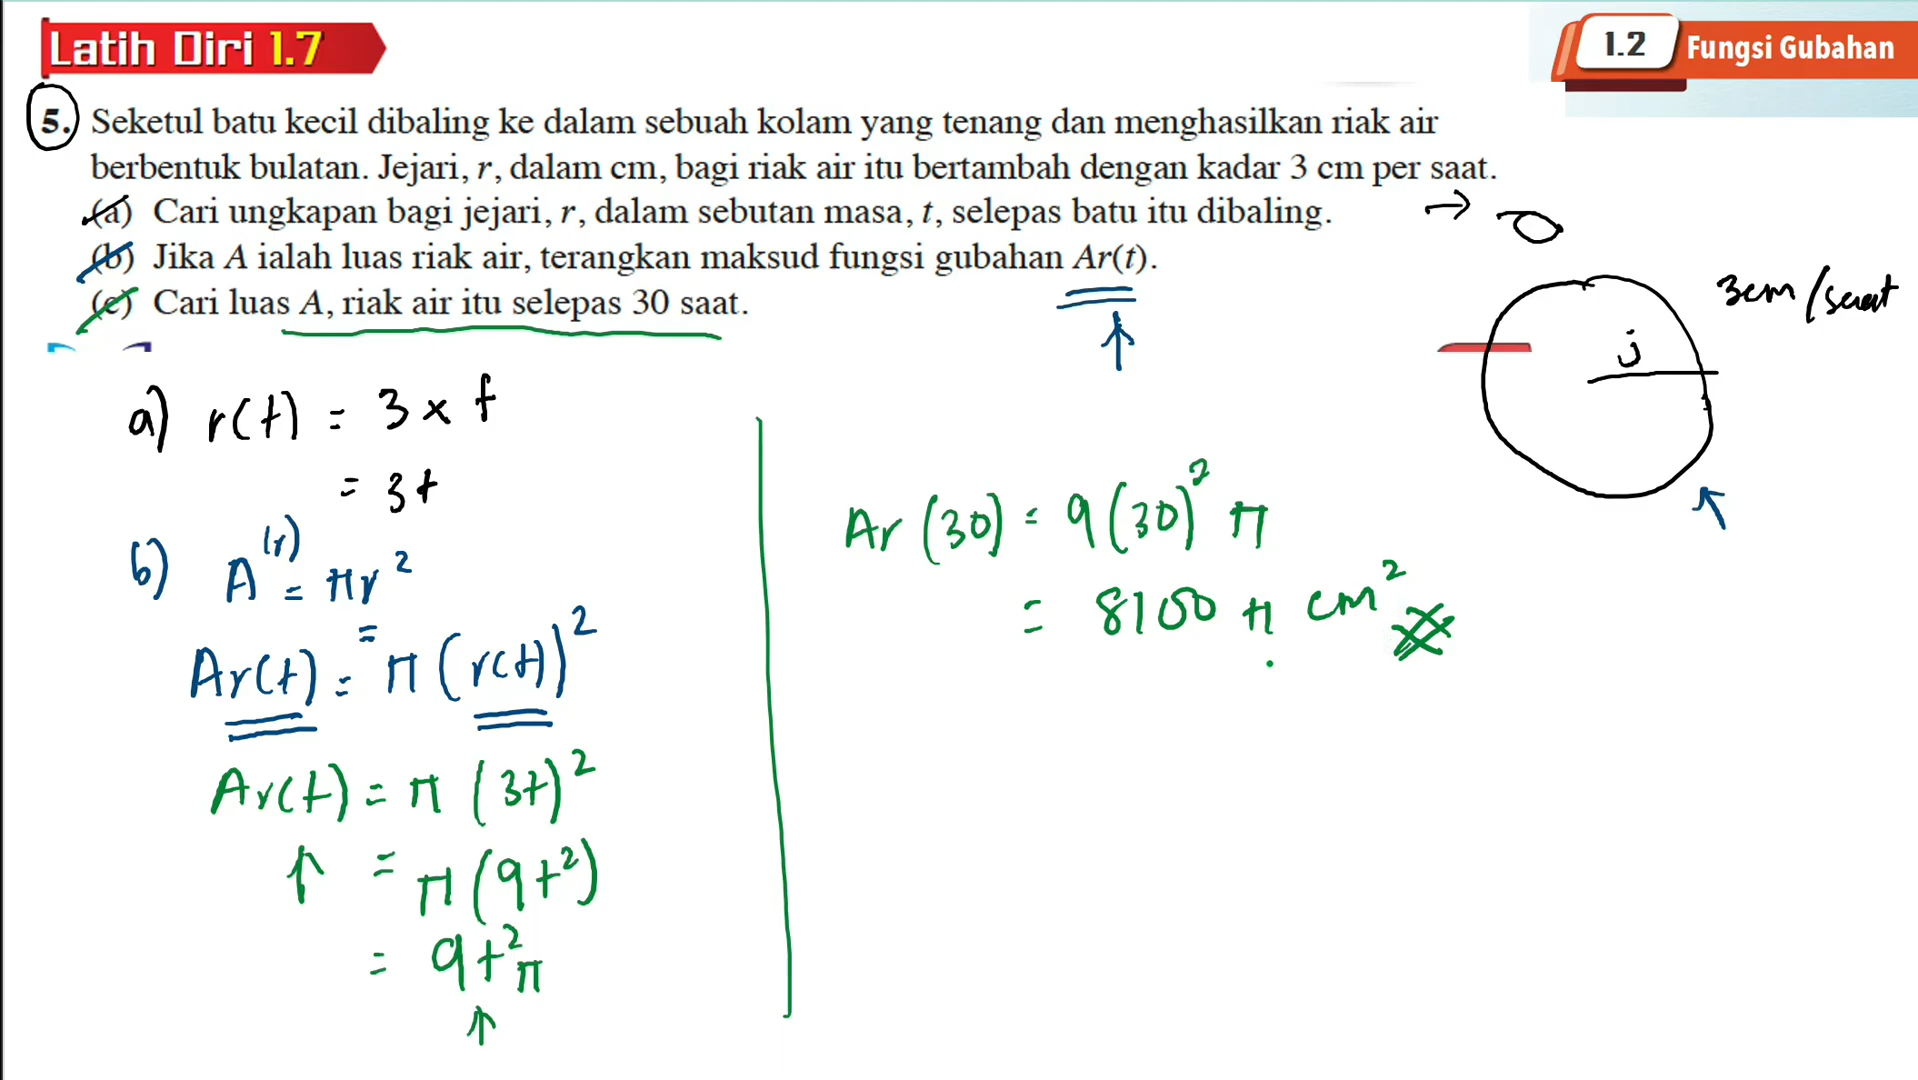 Latih Diri 1.7
1.2 Fungsi Gubahan
5. Seketul batu kecil dibaling ke dalam sebuah kolam yang tenang dan menghasilkan riak air
berbentuk bulatan. Jejari, r, dalam cm, bagi riak air itu bertambah dengan kadar 3 cm per saat.
(a) Cari ungkapan bagi jejari, r, dalam sebutan masa, t, selepas batu itu dibaling.
(b) Jika A ialah luas riak air, terangkan maksud fungsi gubahan Ar(t).
(c) Cari luas A, riak air itu selepas 30 saat.
3cm/saat
j
a) r(t) = 3 × t
= 3t
b) A(r) = πr²
Ar(t) = π(r(t))²
Ar(t) = π(3t)²
= π(9t²)
= 9t²π
Ar(30) = 9(30)²π
= 8100 π cm²